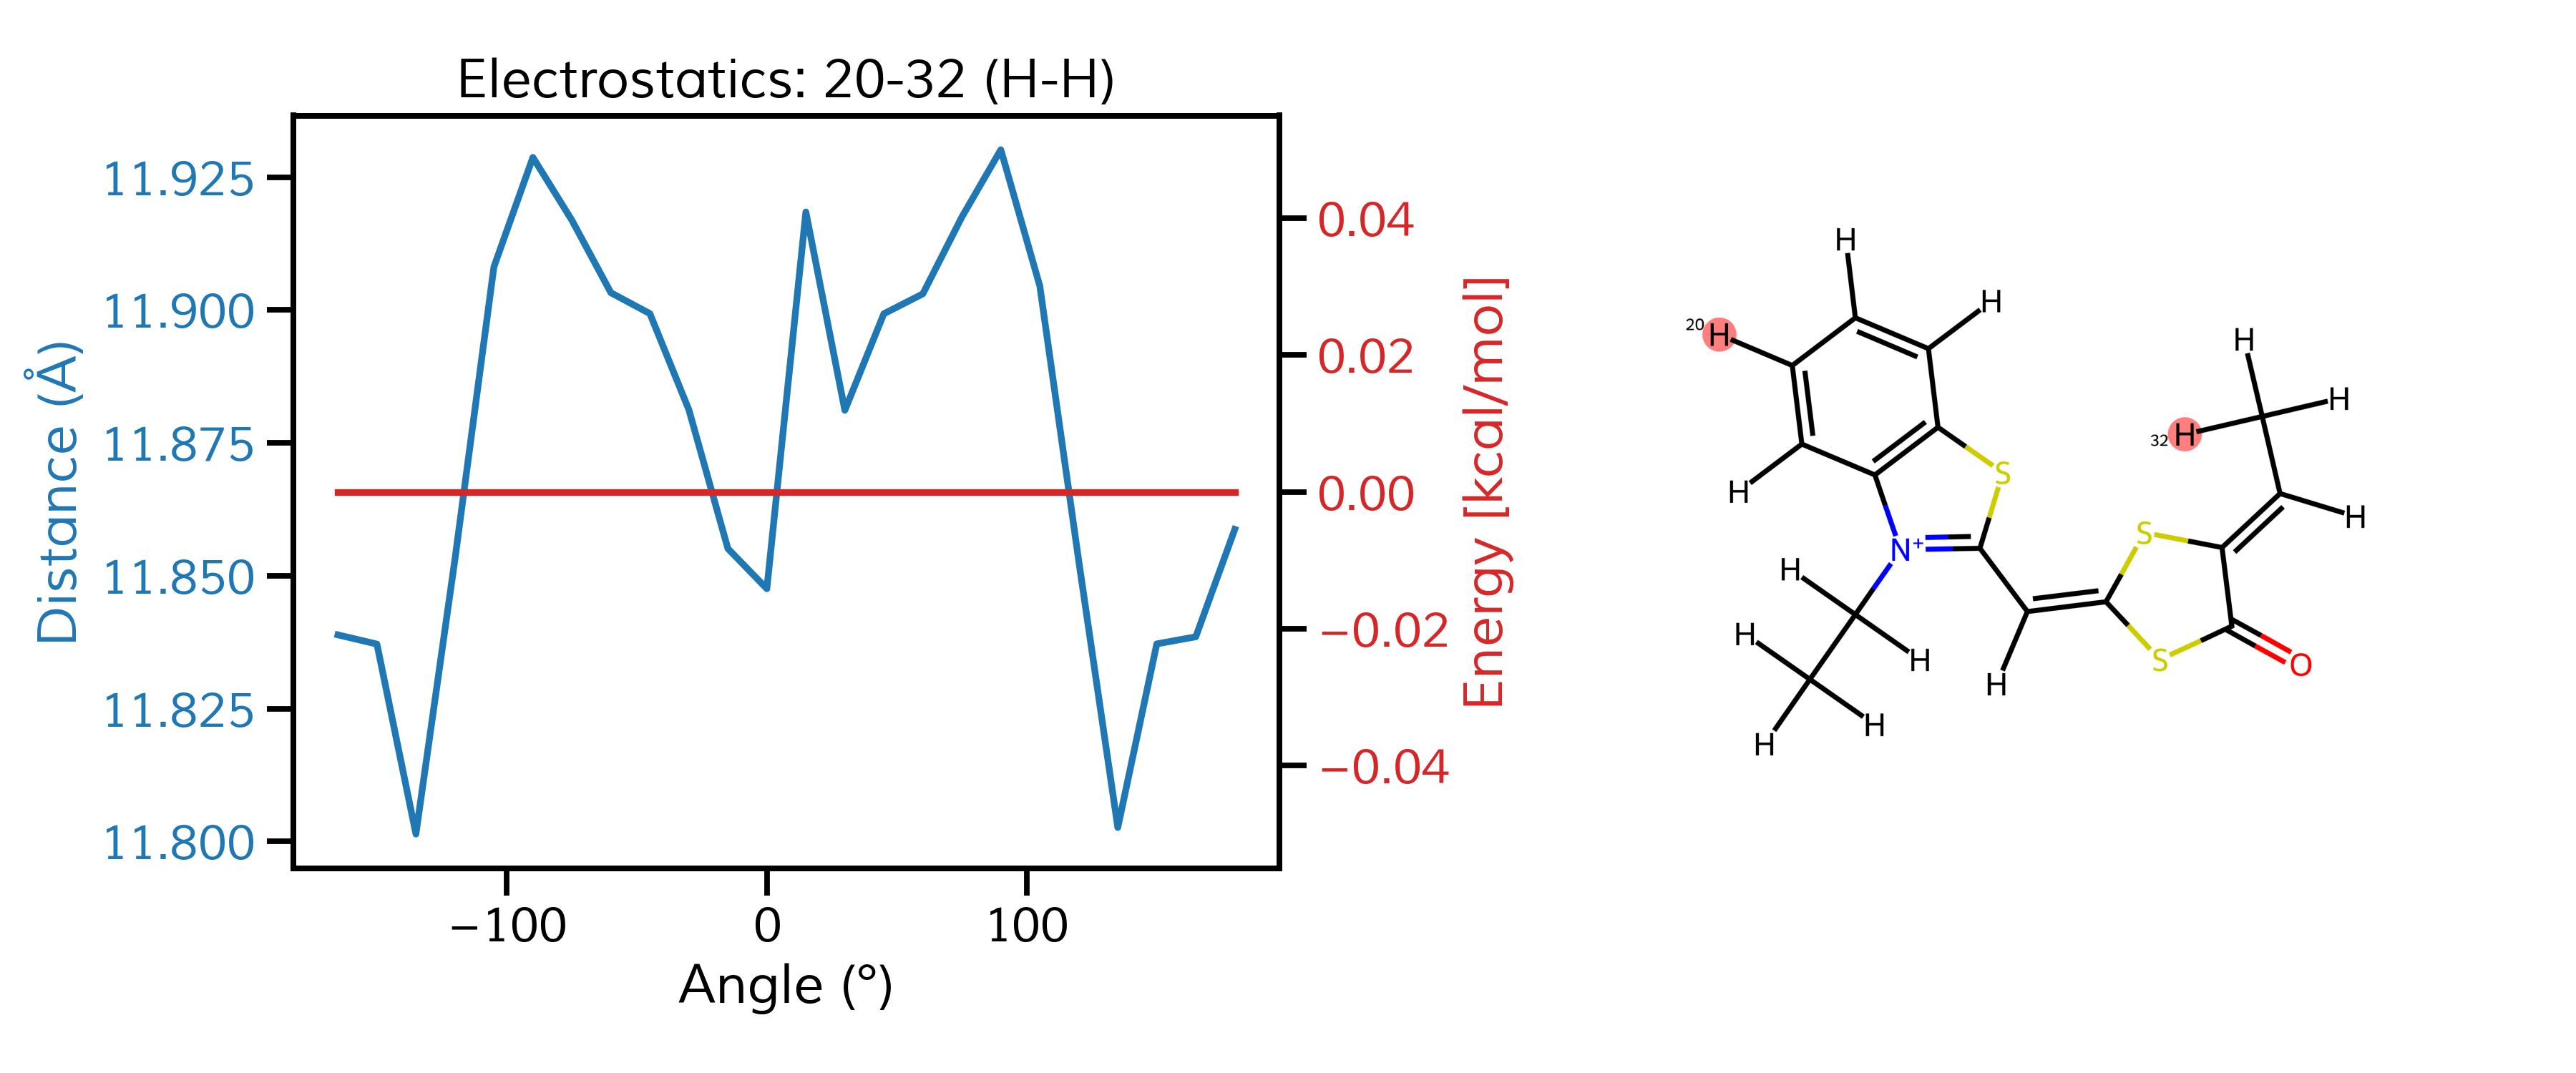 Electrostatics: 20-32 (H-H)
Distance (Å)
11.925
11.900
11.875
11.850
11.825
11.800
−100
0
100
Angle (°)
0.04
0.02
0.00
−0.02
−0.04
Energy [kcal/mol]
H
H
20 H
H
H
32 H
H
S
H
S
H
N+
H
H
H
S
O
H
H
H